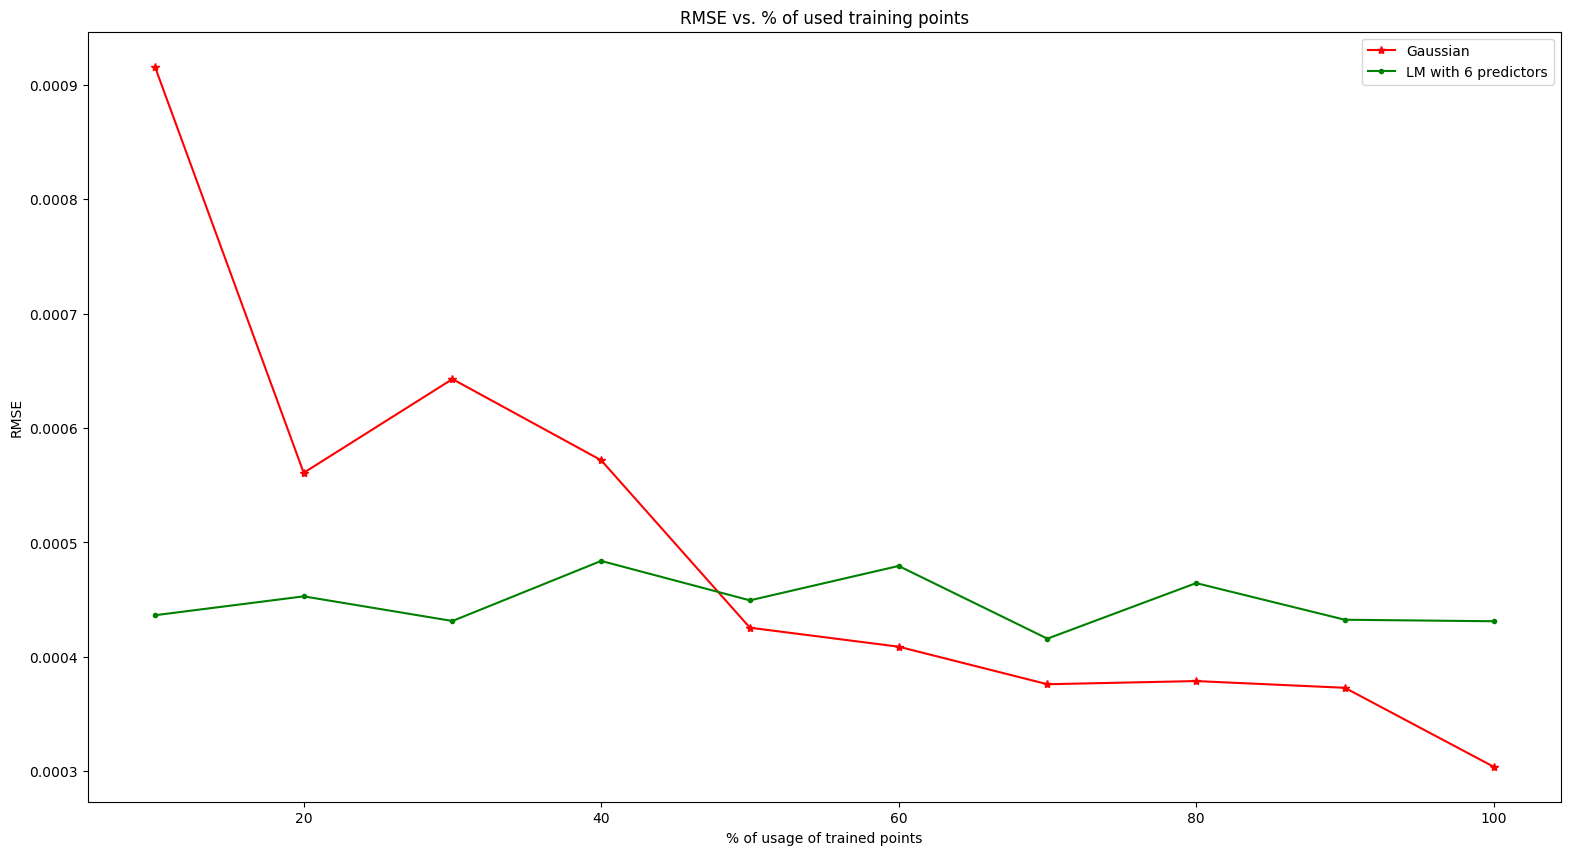 RMSE vs. % of used training points
Gaussian
LM with 6 predictors
0.0009
0.0008
0.0007
0.0006
0.0005
0.0004
0.0003
RMSE
20 40 60 80 100
% of usage of trained points